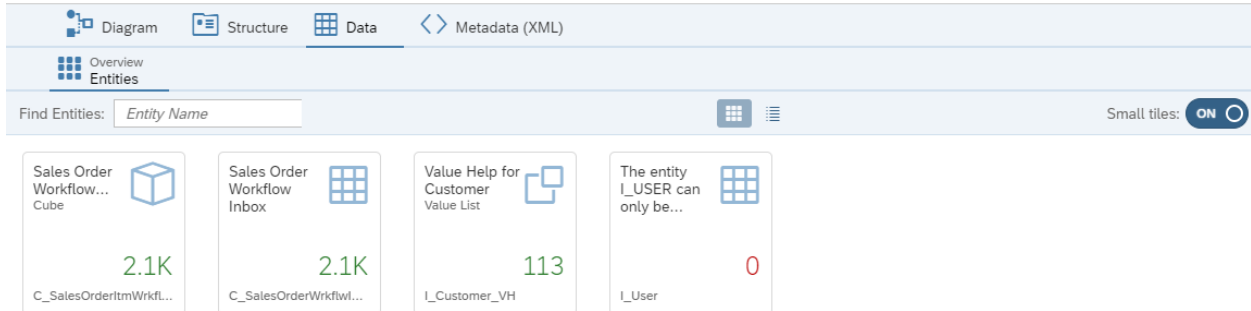 Diagram Structure Data Metadata (XML)
Overview
Entities
Find Entities: Entity Name Small tiles: ON
Sales Order
Workflow...
Cube
2.1K
C_SalesOrderItmWrkfl...
Sales Order
Workflow
Inbox
2.1K
C_SalesOrderWrkflwI...
Value Help for
Customer
Value List
113
I_Customer_VH
The entity
I_USER can
only be...
0
I_User